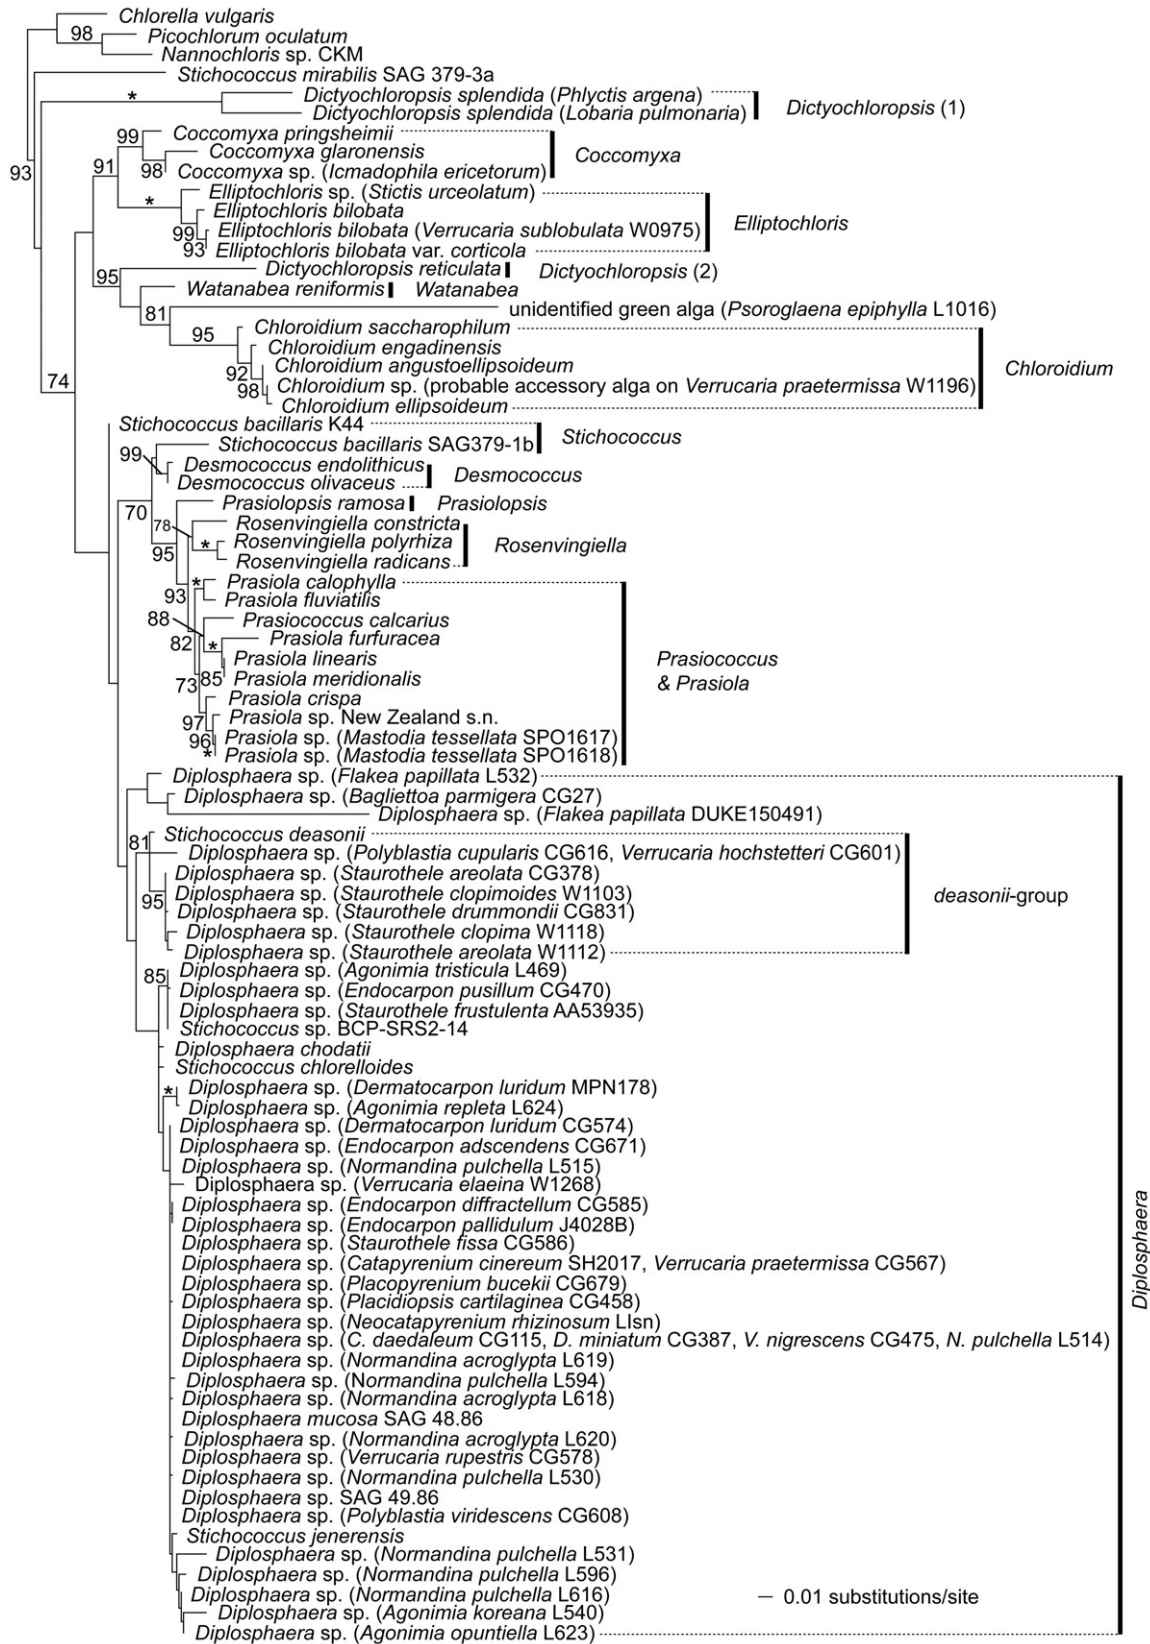 Chlorella vulgaris
98 Picochlorum oculatum
Nannochloris sp. CKM
Stichococcus mirabilis SAG 379-3a
* Dictyochloropsis splendida (Phlyctis argena)
Dictyochloropsis (1)
Dictyochloropsis splendida (Lobaria pulmonaria)
99 Coccomyxa pringsheimii
Coccomyxa glaronensis
Coccomyxa
93 91 98 Coccomyxa sp. (Icmadophila ericetorum)
* Elliptochloris sp. (Stictis urceolatum)
Elliptochloris bilobata
Elliptochloris
99 Elliptochloris bilobata (Verrucaria sublobulata W0975)
93 Elliptochloris bilobata var. corticola
95 Dictyochloropsis reticulata Dictyochloropsis (2)
Watanabea reniformis Watanabea
81 unidentified green alga (Psoroglaena epiphylla L1016)
95 Chloroidium saccharophilum
Chloroidium engadinensis
92 Chloroidium angustoellipsoideum
Chloroidium
74 98 Chloroidium sp. (probable accessory alga on Verrucaria praetermissa W1196)
Chloroidium ellipsoideum
Stichococcus bacillaris K44
Stichococcus
99 Stichococcus bacillaris SAG379-1b
Desmococcus endolithicus
Desmococcus
Desmococcus olivaceus
70 Prasiolopsis ramosa Prasiolopsis
78 Rosenvingiella constricta
95 * Rosenvingiella polyrhiza
Rosenvingiella
Rosenvingiella radicans
* Prasiola calophylla
93 Prasiola fluviatilis
88 Prasiococcus calcarius
82 * Prasiola furfuracea
Prasiola linearis
Prasiococcus
& Prasiola
73 85 Prasiola meridionalis
Prasiola crispa
97 Prasiola sp. New Zealand s.n.
96 Prasiola sp. (Mastodia tessellata SPO1617)
* Prasiola sp. (Mastodia tessellata SPO1618)
Diplosphaera sp. (Flakea papillata L532)
Diplosphaera sp. (Bagliettoa parmigera CG27)
Diplosphaera sp. (Flakea papillata DUKE150491)
81 Stichococcus deasonii
Diplosphaera sp. (Polyblastia cupularis CG616, Verrucaria hochstetteri CG601)
Diplosphaera sp. (Staurothele areolata CG378)
95 Diplosphaera sp. (Staurothele clopimoides W1103)
deasonii-group
Diplosphaera sp. (Staurothele drummondii CG831)
Diplosphaera sp. (Staurothele clopima W1118)
Diplosphaera sp. (Staurothele areolata W1112)
85 Diplosphaera sp. (Agonimia tristicula L469)
Diplosphaera sp. (Endocarpon pusillum CG470)
Diplosphaera sp. (Staurothele frustulenta AA53935)
Stichococcus sp. BCP-SRS2-14
Diplosphaera chodatii
Stichococcus chlorelloides
* Diplosphaera sp. (Dermatocarpon luridum MPN178)
Diplosphaera sp. (Agonimia repleta L624)
Diplosphaera sp. (Dermatocarpon luridum CG574)
Diplosphaera sp. (Endocarpon adscendens CG671)
Diplosphaera sp. (Normandina pulchella L515)
Diplosphaera sp. (Verrucaria elaeina W1268)
Diplosphaera sp. (Endocarpon diffractellum CG585)
Diplosphaera sp. (Endocarpon pallidulum J4028B)
Diplosphaera sp. (Staurothele fissa CG586)
Diplosphaera
Diplosphaera sp. (Catapyrenium cinereum SH2017, Verrucaria praetermissa CG567)
Diplosphaera sp. (Placopyrenium bucekii CG679)
Diplosphaera sp. (Placidiopsis cartilaginea CG458)
Diplosphaera sp. (Neocatapyrenium rhizinosum LIsn)
Diplosphaera sp. (C. daedaleum CG115, D. miniatum CG387, V. nigrescens CG475, N. pulchella L514)
Diplosphaera sp. (Normandina acroglypta L619)
Diplosphaera sp. (Normandina pulchella L594)
Diplosphaera sp. (Normandina acroglypta L618)
Diplosphaera mucosa SAG 48.86
Diplosphaera sp. (Normandina acroglypta L620)
Diplosphaera sp. (Verrucaria rupestris CG578)
Diplosphaera sp. (Normandina pulchella L530)
Diplosphaera sp. SAG 49.86
Diplosphaera sp. (Polyblastia viridescens CG608)
Stichococcus jenerensis
Diplosphaera sp. (Normandina pulchella L531)
Diplosphaera sp. (Normandina pulchella L596)
Diplosphaera sp. (Normandina pulchella L616)
0.01 substitutions/site
Diplosphaera sp. (Agonimia koreana L540)
Diplosphaera sp. (Agonimia opuntiella L623)